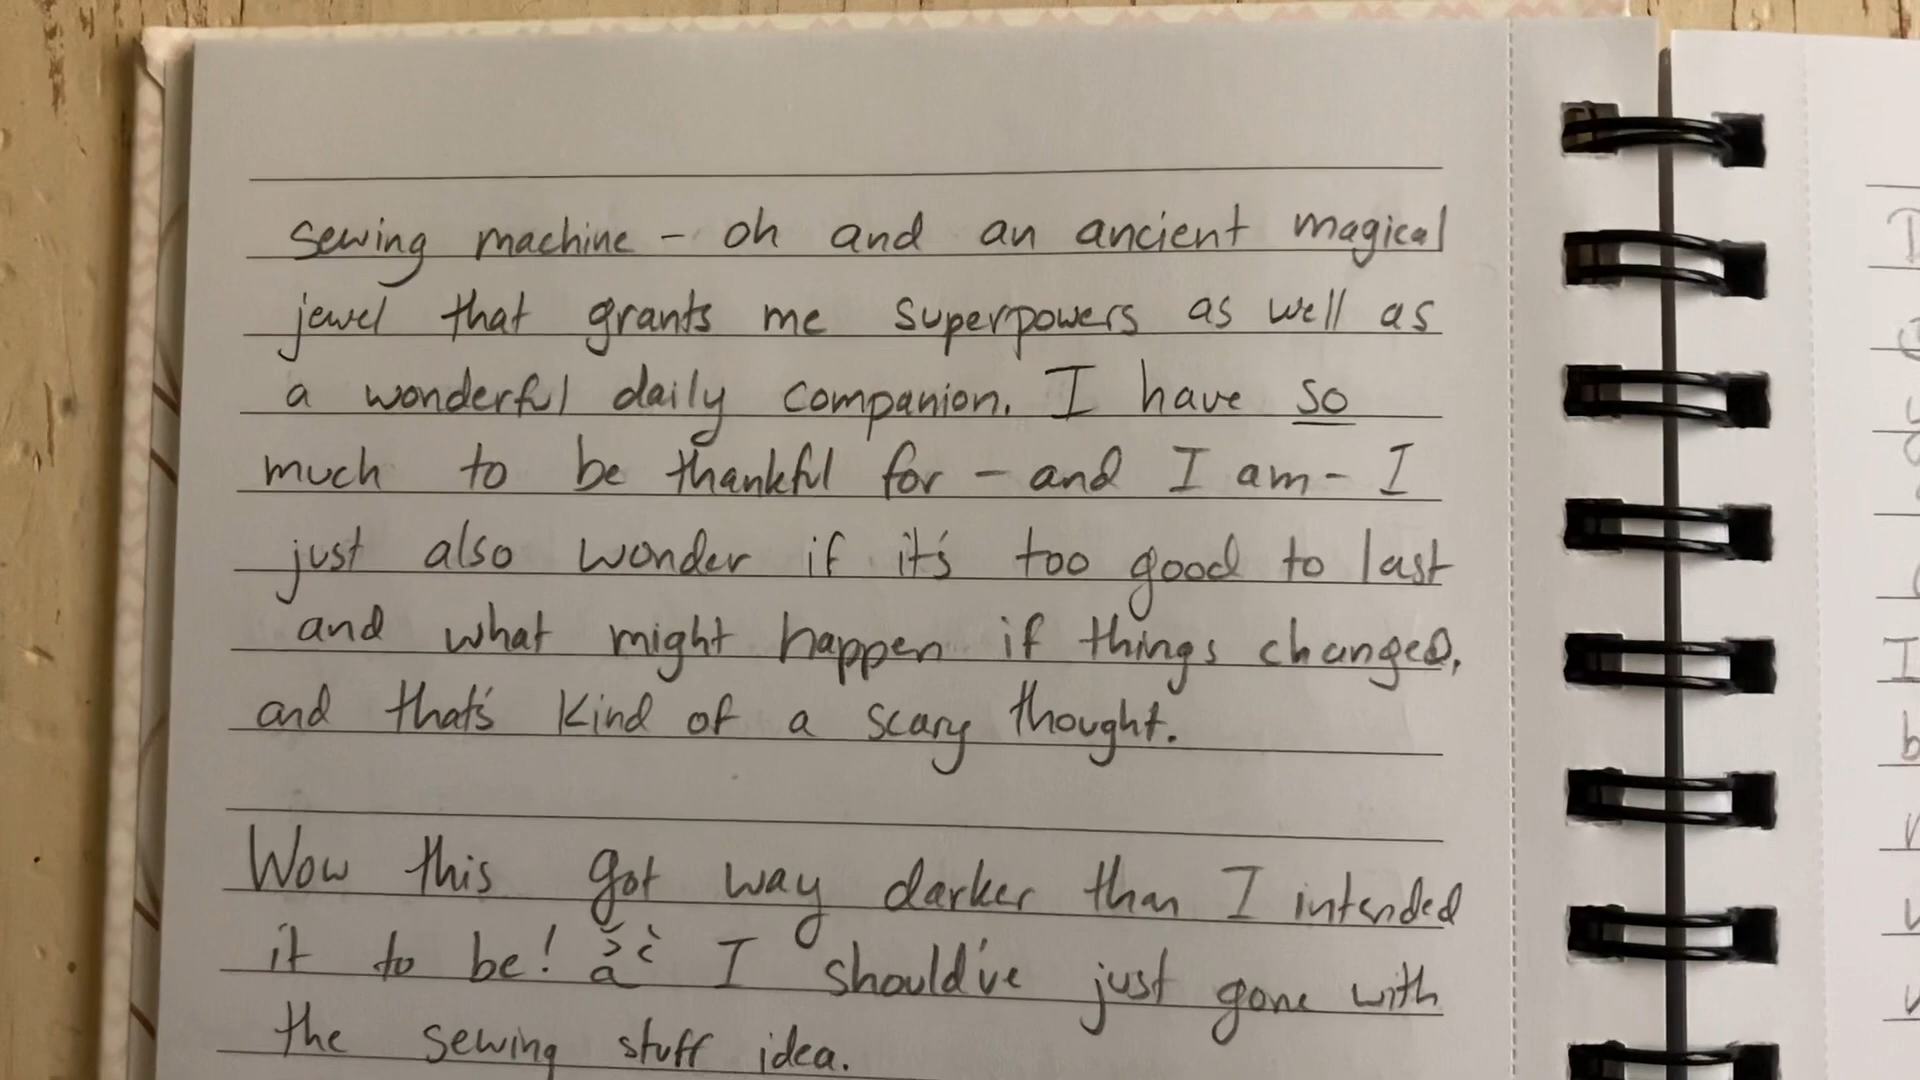 sewing machine - oh and an ancient magical
jewel that grants me superpowers as well as
a wonderful daily companion. I have so
much to be thankful for - and I am - I
just also wonder if it's too good to last
and what might happen if things changed,
and that's kind of a scary thought.
Wow this got way darker than I intended
it to be! I should've just gone with
the sewing stuff idea.